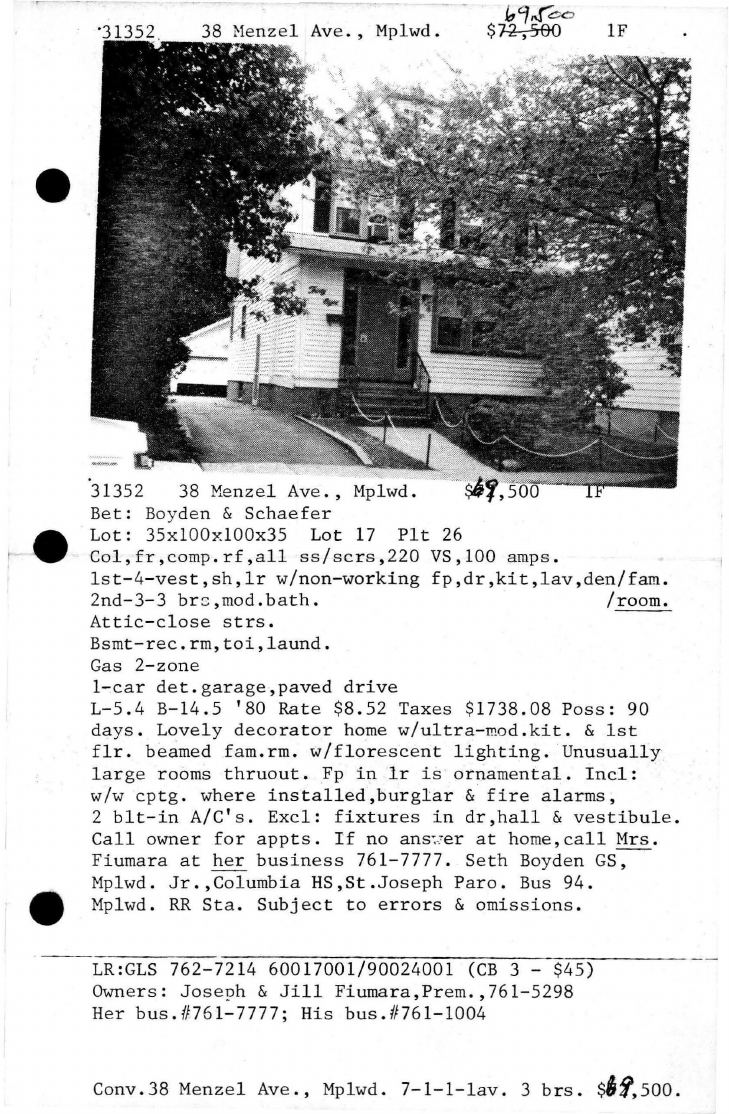 69,500
31352 38 Menzel Ave., Mplwd. $72,500 1F
Forty
Eight
31352 38 Menzel Ave., Mplwd. $69,500 1F
Bet: Boyden & Schaefer
Lot: 35x100x100x35 Lot 17 Plt 26
Col,fr,comp.rf,all ss/scrs,220 VS,100 amps.
1st-4-vest,sh,lr w/non-working fp,dr,kit,lav,den/fam.
2nd-3-3 brs,mod.bath. /room.
Attic-close strs.
Bsmt-rec.rm,toi,laund.
Gas 2-zone
1-car det.garage,paved drive
L-5.4 B-14.5 '80 Rate $8.52 Taxes $1738.08 Poss: 90
days. Lovely decorator home w/ultra-mod.kit. & 1st
flr. beamed fam.rm. w/florescent lighting. Unusually
large rooms thruout. Fp in lr is ornamental. Incl:
w/w cptg. where installed,burglar & fire alarms,
2 blt-in A/C's. Excl: fixtures in dr,hall & vestibule.
Call owner for appts. If no answer at home,call Mrs.
Fiumara at her business 761-7777. Seth Boyden GS,
Mplwd. Jr.,Columbia HS,St.Joseph Paro. Bus 94.
Mplwd. RR Sta. Subject to errors & omissions.
LR:GLS 762-7214 60017001/90024001 (CB 3 - $45)
Owners: Joseph & Jill Fiumara,Prem.,761-5298
Her bus.#761-7777; His bus.#761-1004
Conv.38 Menzel Ave., Mplwd. 7-1-1-lav. 3 brs. $69,500.